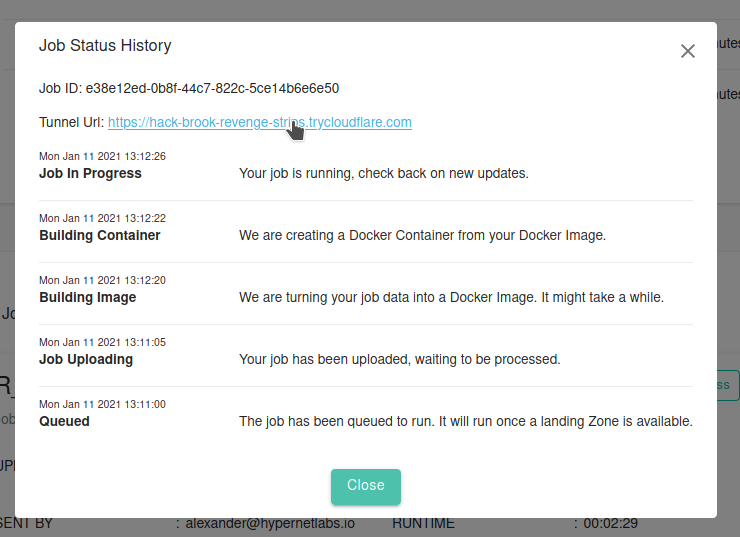 Job Status History
utes
Job ID: e38e12ed-0b8f-44c7-822c-5ce14b6e6e50
utes
Tunnel Url: https://hack-brook-revenge-strips.trycloudflare.com
Mon Jan 11 2021 13:12:26
Job In Progress Your job is running, check back on new updates.
Mon Jan 11 2021 13:12:22
Building Container We are creating a Docker Container from your Docker Image.
Mon Jan 11 2021 13:12:20
Building Image We are turning your job data into a Docker Image. It might take a while.
Mon Jan 11 2021 13:11:05
Job Uploading Your job has been uploaded, waiting to be processed.
Mon Jan 11 2021 13:11:00
Queued The job has been queued to run. It will run once a landing Zone is available.
Close
SENT BY : alexander@hypernetlabs.io RUNTIME : 00:02:29